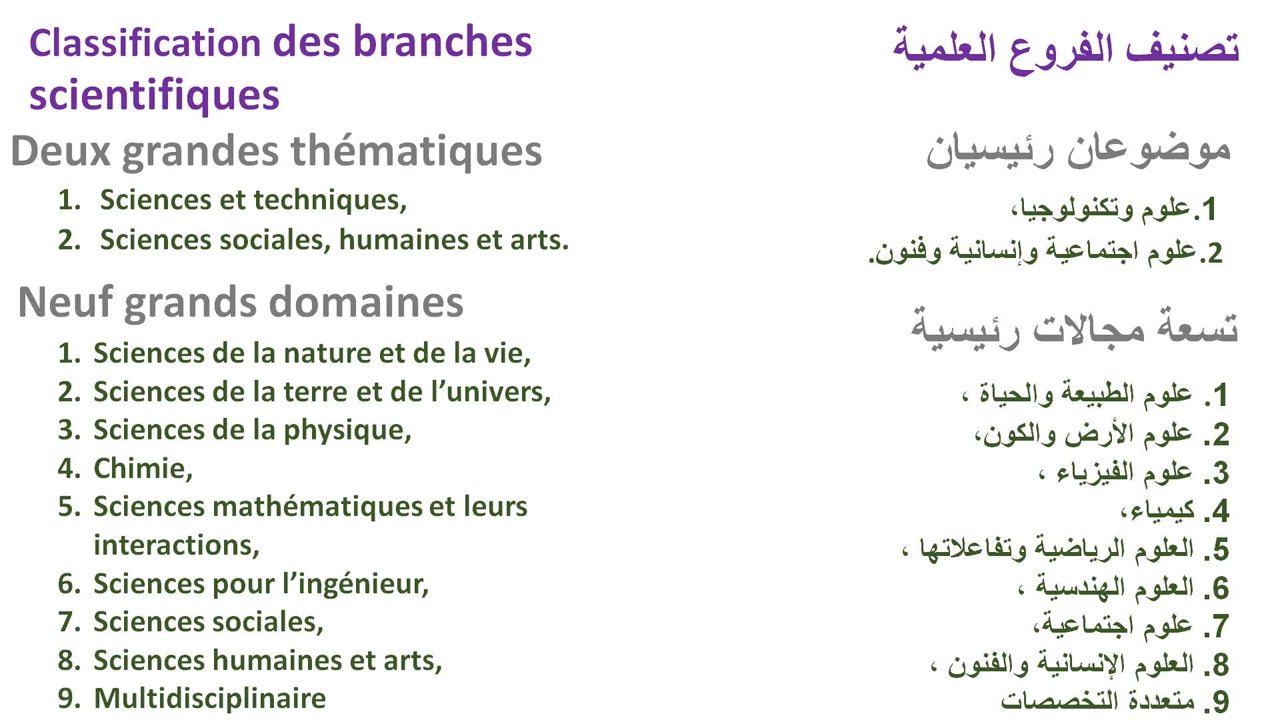 Classification des branches
scientifiques
Deux grandes thématiques
1. Sciences et techniques,
2. Sciences sociales, humaines et arts.
Neuf grands domaines
1. Sciences de la nature et de la vie,
2. Sciences de la terre et de l’univers,
3. Sciences de la physique,
4. Chimie,
5. Sciences mathématiques et leurs
interactions,
6. Sciences pour l’ingénieur,
7. Sciences sociales,
8. Sciences humaines et arts,
9. Multidisciplinaire
تصنيف الفروع العلمية
موضوعان رئيسيان
1.علوم وتكنولوجيا،
2.علوم اجتماعية وإنسانية وفنون.
تسعة مجالات رئيسية
1. علوم الطبيعة والحياة ،
2. علوم الأرض والكون،
3. علوم الفيزياء ،
4. كيمياء،
5. العلوم الرياضية وتفاعلاتها ،
6. العلوم الهندسية ،
7. علوم اجتماعية،
8. العلوم الإنسانية والفنون ،
9. متعددة التخصصات